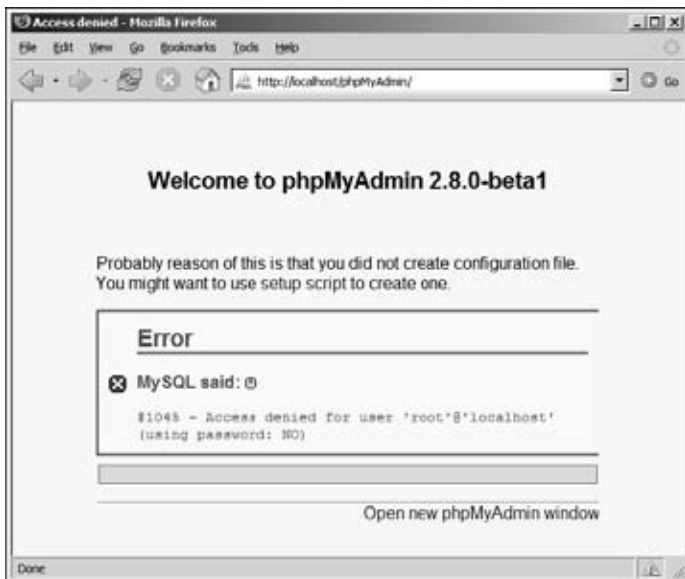 Access denied - Mozilla Firefox
File Edit View Go Bookmarks Tools Help
http://localhost/phpMyAdmin/
Go
Welcome to phpMyAdmin 2.8.0-beta1
Probably reason of this is that you did not create configuration file.
You might want to use setup script to create one.
Error
MySQL said:
#1045 - Access denied for user 'root'@'localhost'
(using password: NO)
Open new phpMyAdmin window
Done